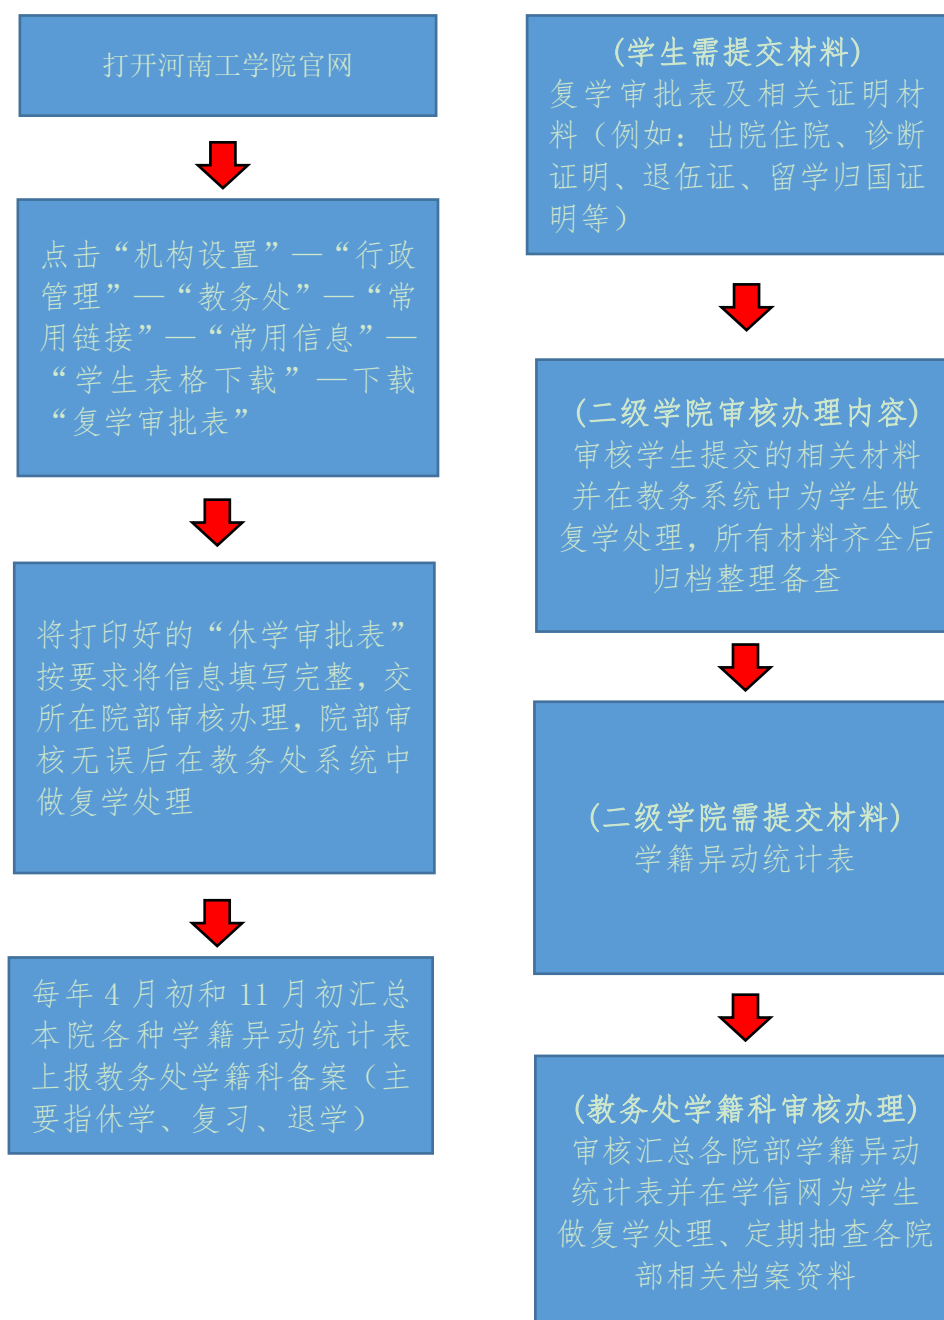 打开河南工学院官网
点击“机构设置”—“行政
管理”—“教务处”—“常
用链接”—“常用信息”—
“学生表格下载”—下载
“复学审批表”
将打印好的“休学审批表”
按要求将信息填写完整，交
所在院部审核办理，院部审
核无误后在教务处系统中
做复学处理
每年 4 月初和 11 月初汇总
本院各种学籍异动统计表
上报教务处学籍科备案（主
要指休学、复习、退学）
(学生需提交材料)
复学审批表及相关证明材
料（例如：出院住院、诊断
证明、退伍证、留学归国证
明等）
(二级学院审核办理内容)
审核学生提交的相关材料
并在教务系统中为学生做
复学处理，所有材料齐全后
归档整理备查
(二级学院需提交材料)
学籍异动统计表
(教务处学籍科审核办理)
审核汇总各院部学籍异动
统计表并在学信网为学生
做复学处理、定期抽查各院
部相关档案资料